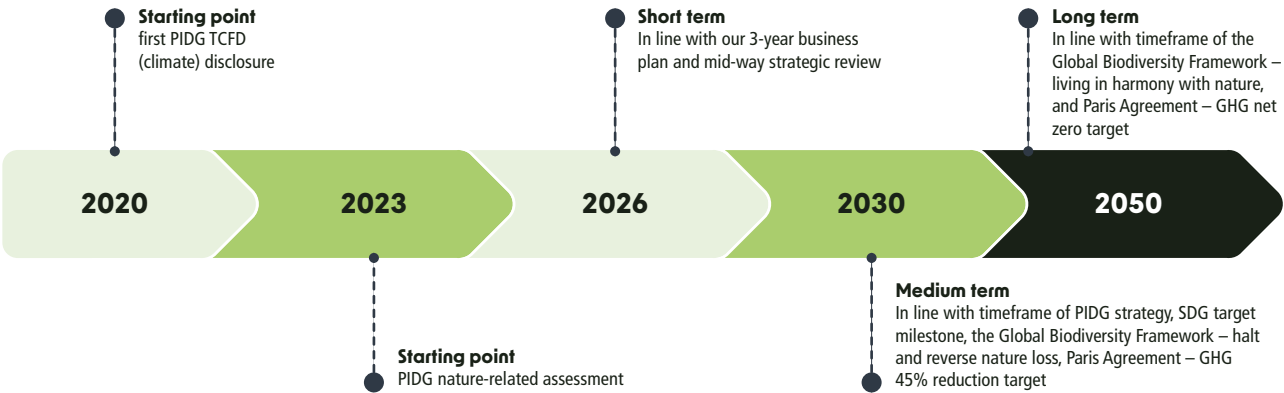 Starting point
first PIDG TCFD
(climate) disclosure
Short term
In line with our 3-year business
plan and mid-way strategic review
Long term
In line with timeframe of the
Global Biodiversity Framework –
living in harmony with nature,
and Paris Agreement – GHG net
zero target
2020
2023
2026
2030
2050
Starting point
PIDG nature-related assessment
Medium term
In line with timeframe of PIDG strategy, SDG target
milestone, the Global Biodiversity Framework – halt
and reverse nature loss, Paris Agreement – GHG
45% reduction target